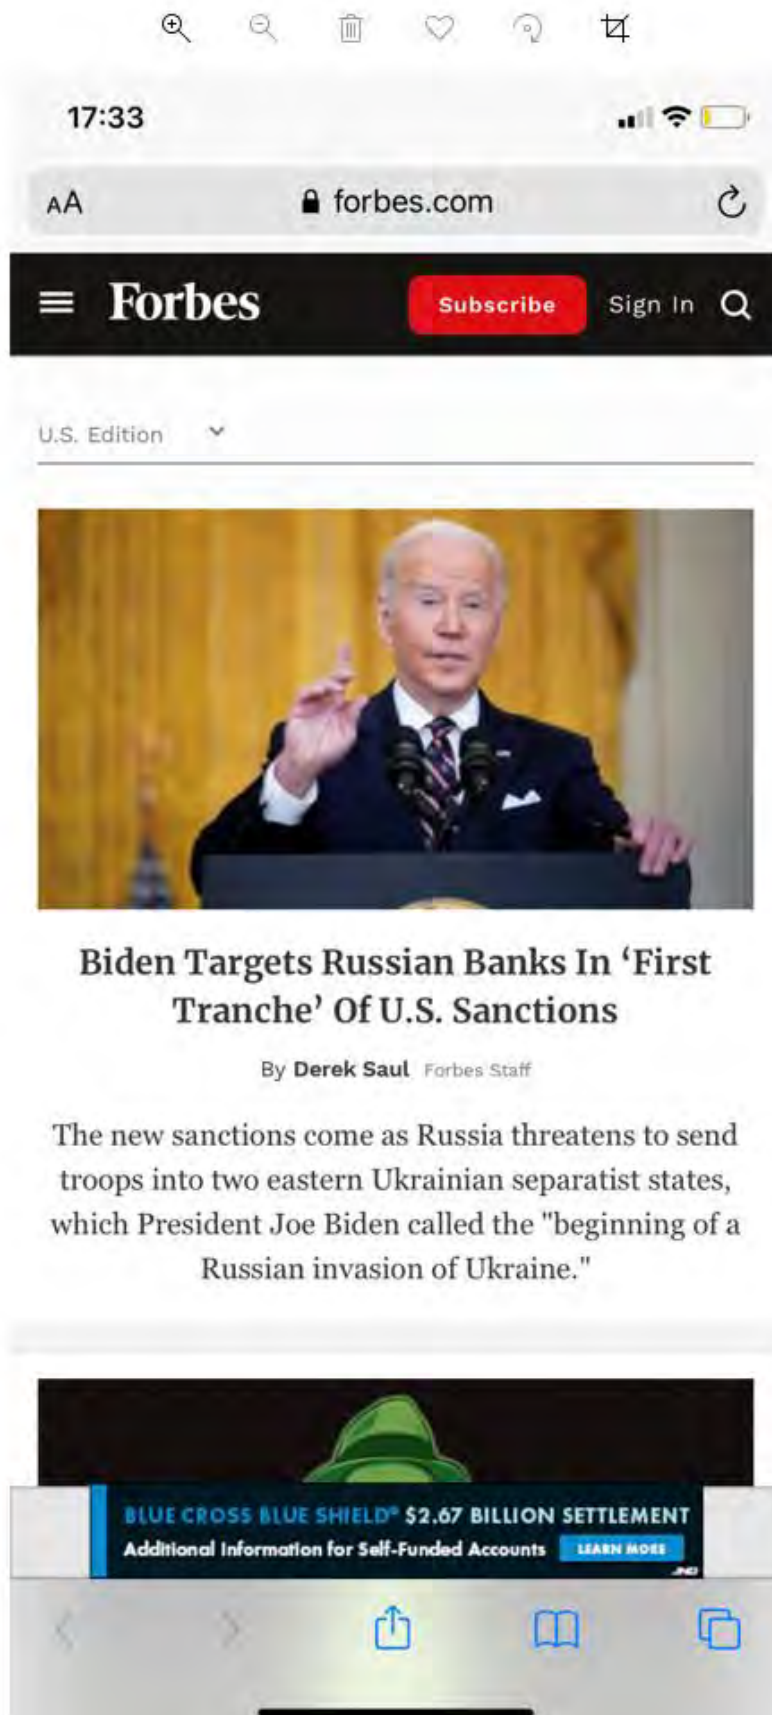 17:33
AA
forbes.com
Forbes
Subscribe
Sign In
U.S. Edition
Biden Targets Russian Banks In ‘First
Tranche’ Of U.S. Sanctions
By Derek Saul Forbes Staff
The new sanctions come as Russia threatens to send
troops into two eastern Ukrainian separatist states,
which President Joe Biden called the "beginning of a
Russian invasion of Ukraine."
BLUE CROSS BLUE SHIELD® $2.67 BILLION SETTLEMENT
Additional Information for Self-Funded Accounts
LEARN MORE
JND